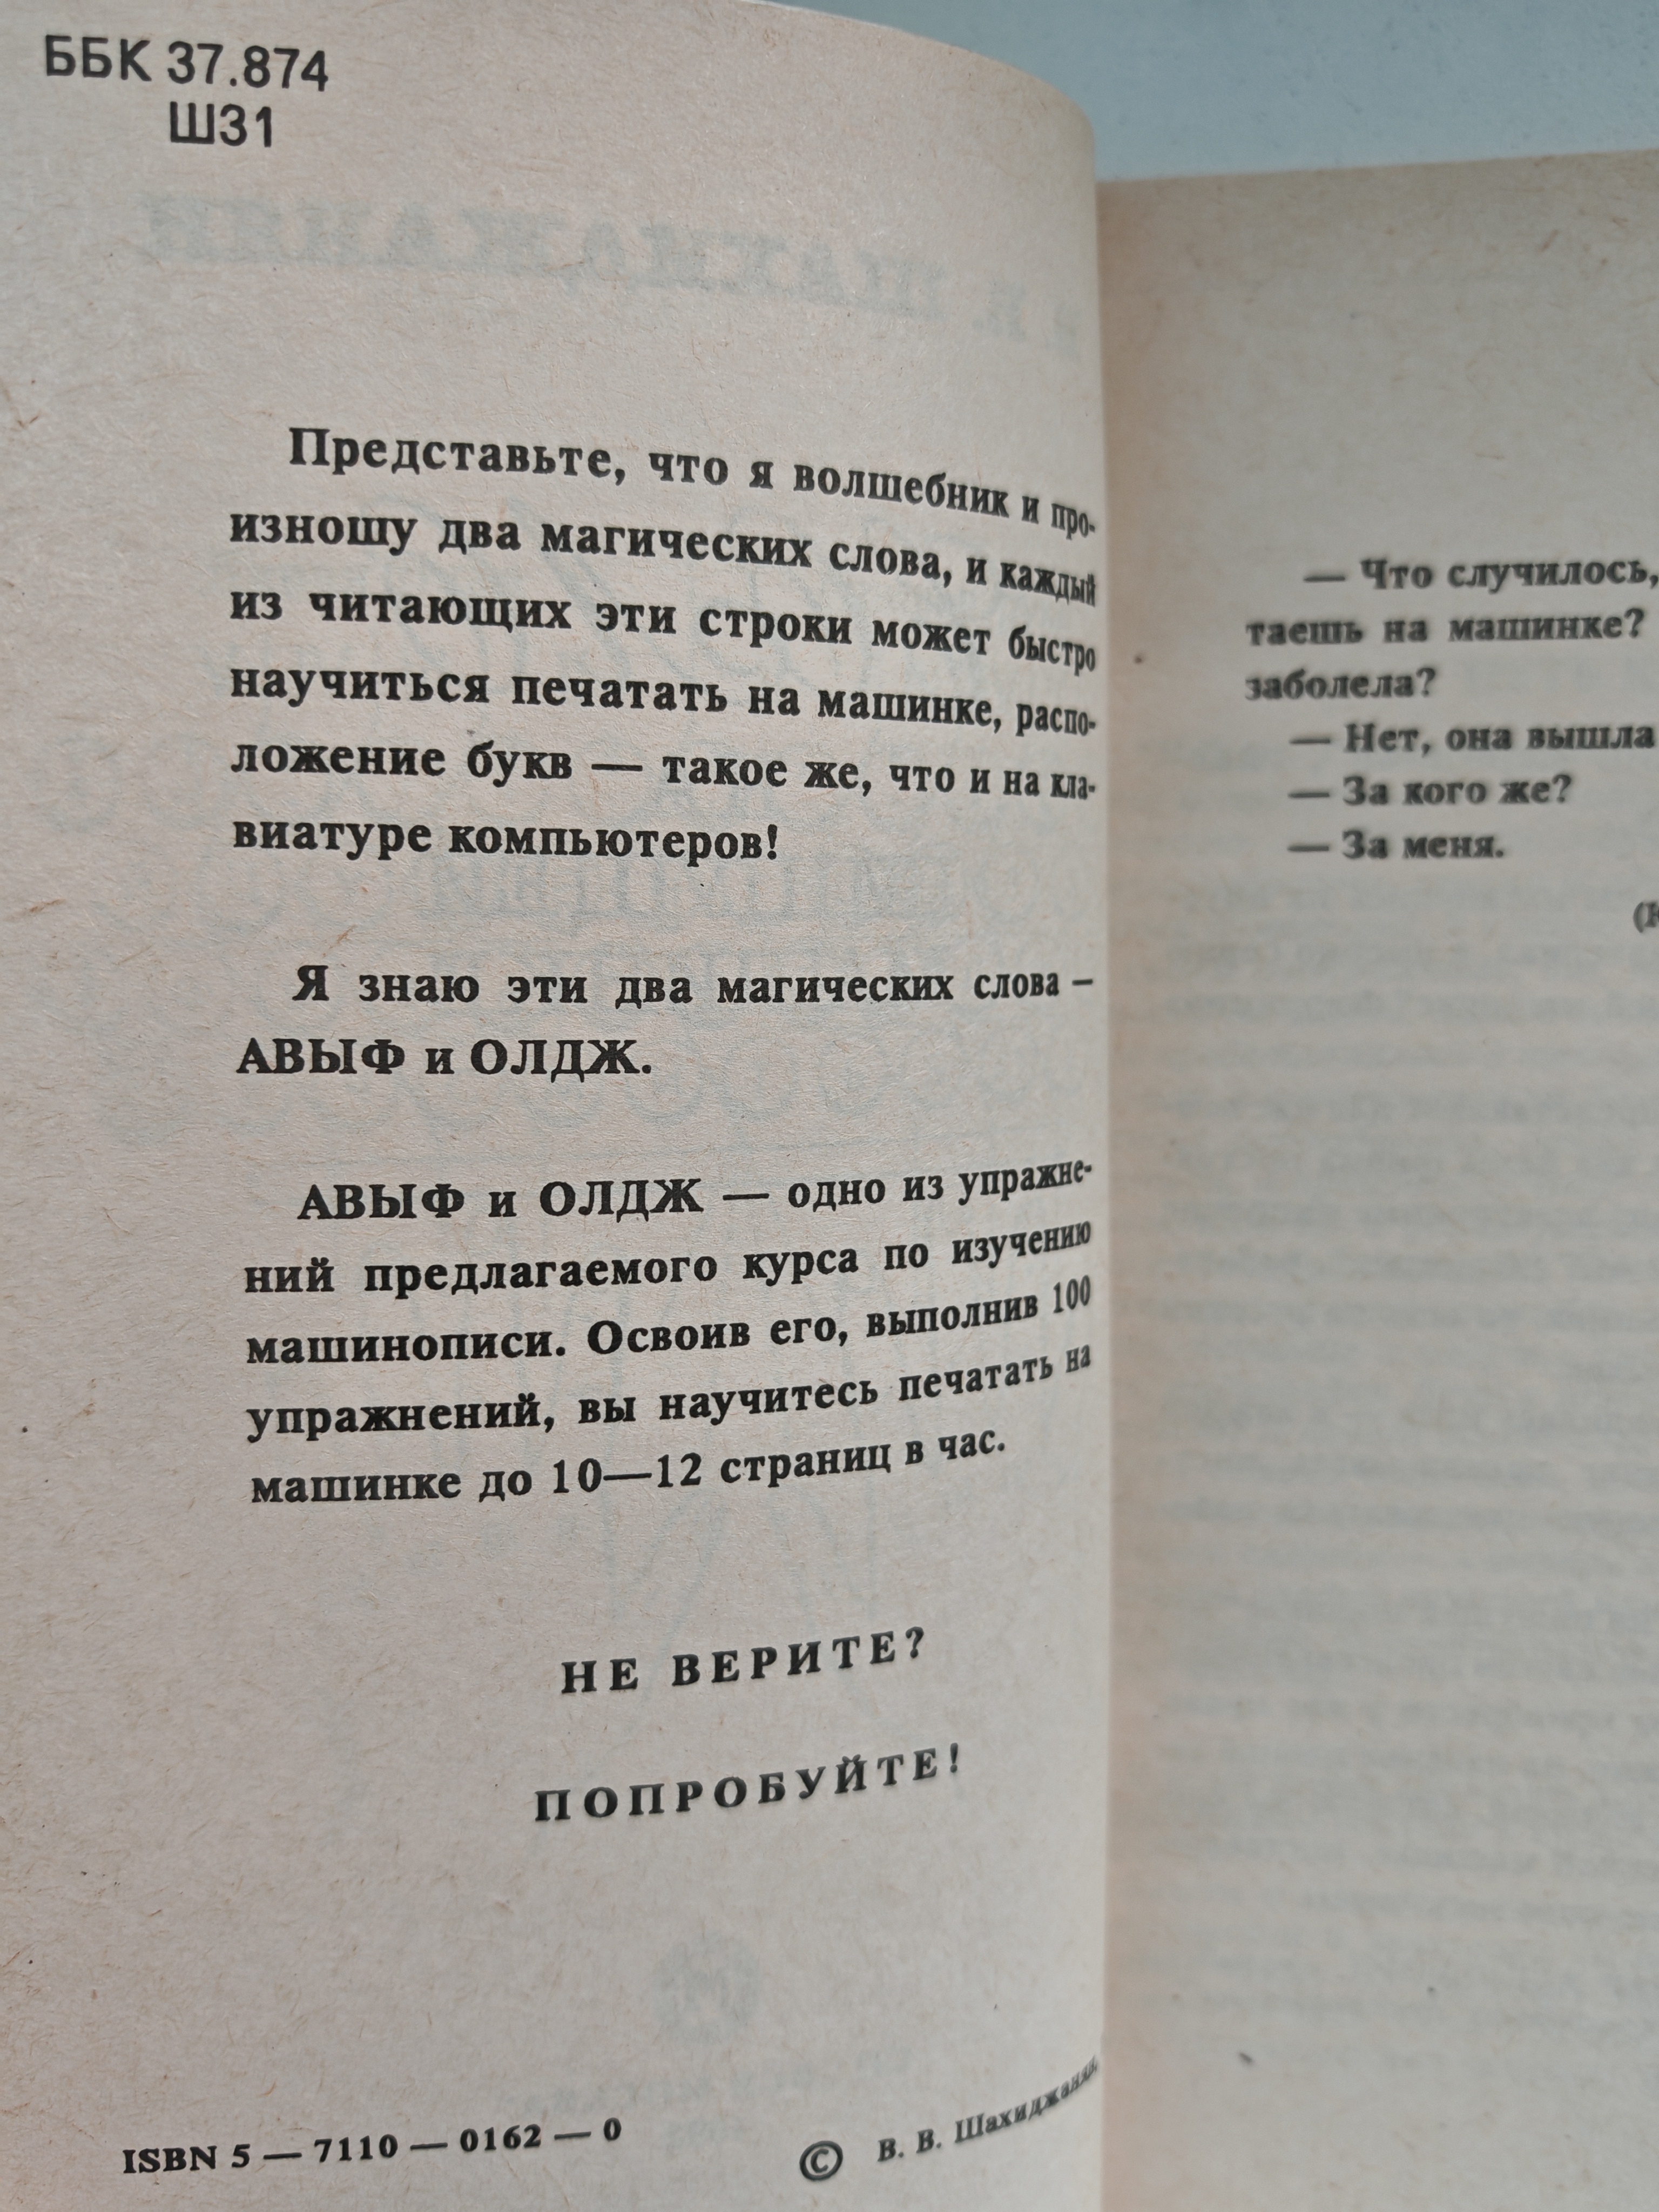 ББК 37.874
Ш31
Представьте, что я волшебник и про-
изношу два магических слова, и каждый
из читающих эти строки может быстро
научиться печатать на машинке, распо-
ложение букв — такое же, что и на кла-
виатуре компьютеров!
Я знаю эти два магических слова –
АВЫФ и ОЛДЖ.
АВЫФ и ОЛДЖ — одно из упражне-
ний предлагаемого курса по изучению
машинописи. Освоив его, выполнив 100
упражнений, вы научитесь печатать на
машинке до 10—12 страниц в час.
НЕ ВЕРИТЕ?
ПОПРОБУЙТЕ!
ISBN 5 — 7110 — 0162 — 0
© В. В. Шахиджанян,
— Что случилось,
таешь на машинке?
заболела?
— Нет, она вышла
— За кого же?
— За меня.